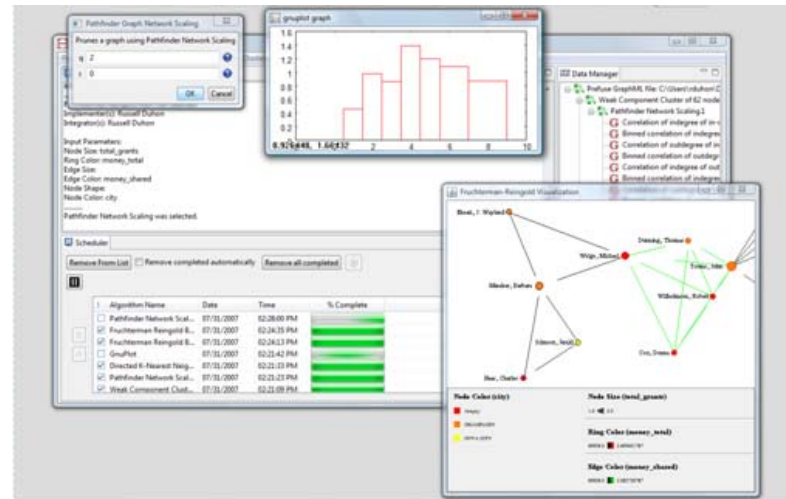 Pathfinder Graph Network Scaling
Prunes a graph using Pathfinder Network Scaling
q 2
r 0
OK Cancel
gnuplot graph
1.6
1.4
1.2
1
0.8
0.6
0.4
0.2
2 4 6 8 10
Implementer(s): Russell Duhon
Integrator(s): Russell Duhon
Input Parameters:
Node Size: total_grants
Ring Color: money_total
Edge Size:
Edge Color: money_shared
Node Shape:
Node Color: city
Pathfinder Network Scaling was selected.
Data Manager
Prefuse GraphML file: C:\Users\rduhon\D
Weak Component Cluster of 62 node
Pathfinder Network Scaling.1
Correlation of indegree of in-
Binned correlation of indegree
Correlation of outdegree of in
Binned correlation of outdegr
Correlation of indegree of out
Binned correlation of indegree
Scheduler
Remove From List Remove completed automatically Remove all completed
! Algorithm Name Date Time % Complete
Pathfinder Network Scal... 07/31/2007 02:28:00 PM
Fruchterman Reingold B... 07/31/2007 02:24:35 PM
Fruchterman Reingold B... 07/31/2007 02:24:13 PM
GnuPlot 07/31/2007 02:21:42 PM
Directed K-Nearest Neig... 07/31/2007 02:21:33 PM
Pathfinder Network Scal... 07/31/2007 02:21:23 PM
Weak Component Clust... 07/31/2007 02:21:09 PM
Fruchterman-Reingold Visualization
Node Color (city)
Node Size (total_grants)
Ring Color (money_total)
Edge Color (money_shared)